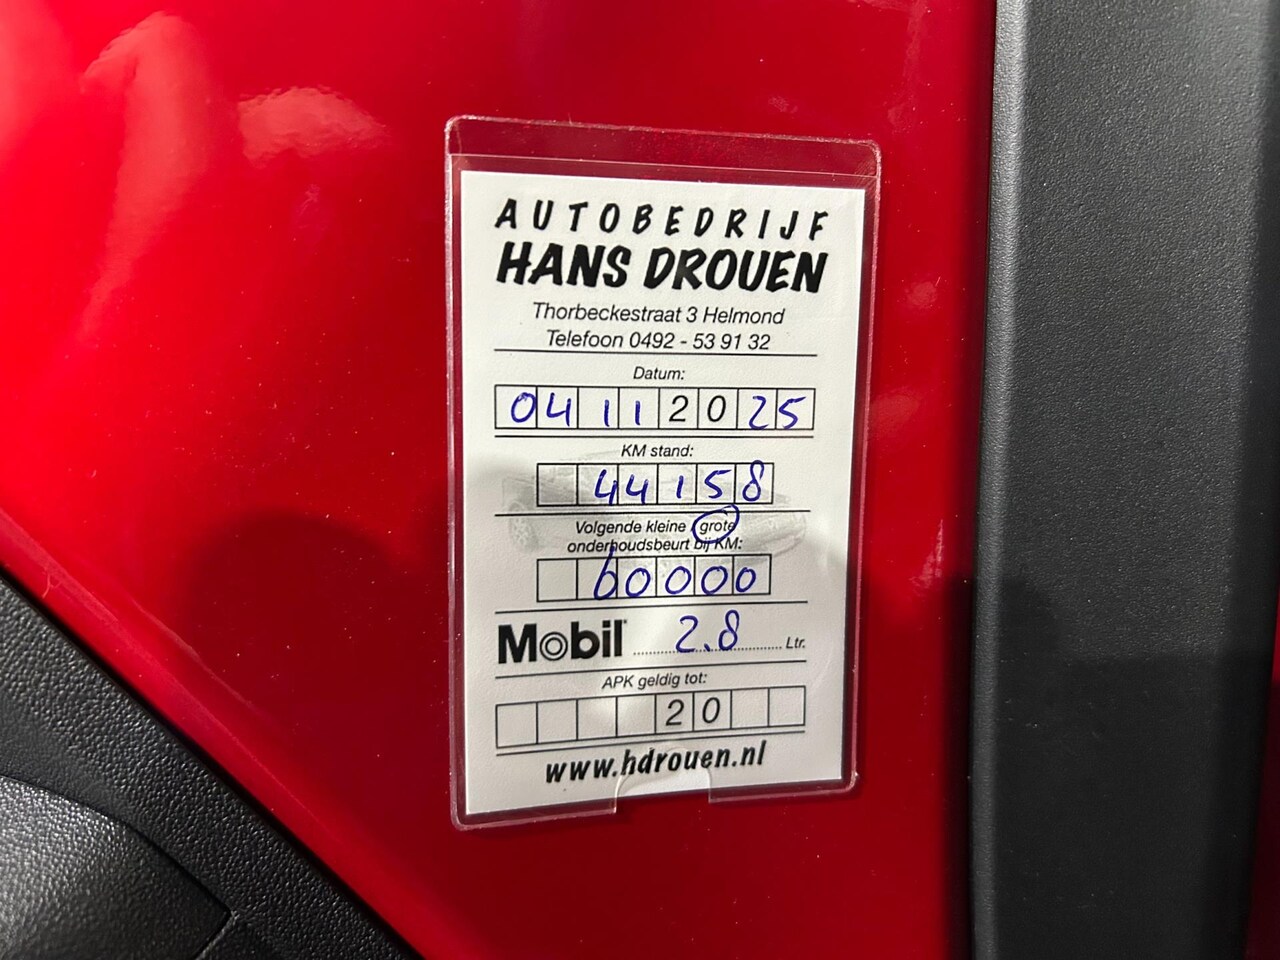 AUTOBEDRIJF
HANS DROUEN
Thorbeckestraat 3 Helmond
Telefoon 0492 - 53 91 32
Datum:
04 11 2025
KM stand:
44158
Volgende kleine / grote
onderhoudsbeurt bij KM:
60000
Mobil 2.8 Ltr.
APK geldig tot:
20
www.hdrouen.nl